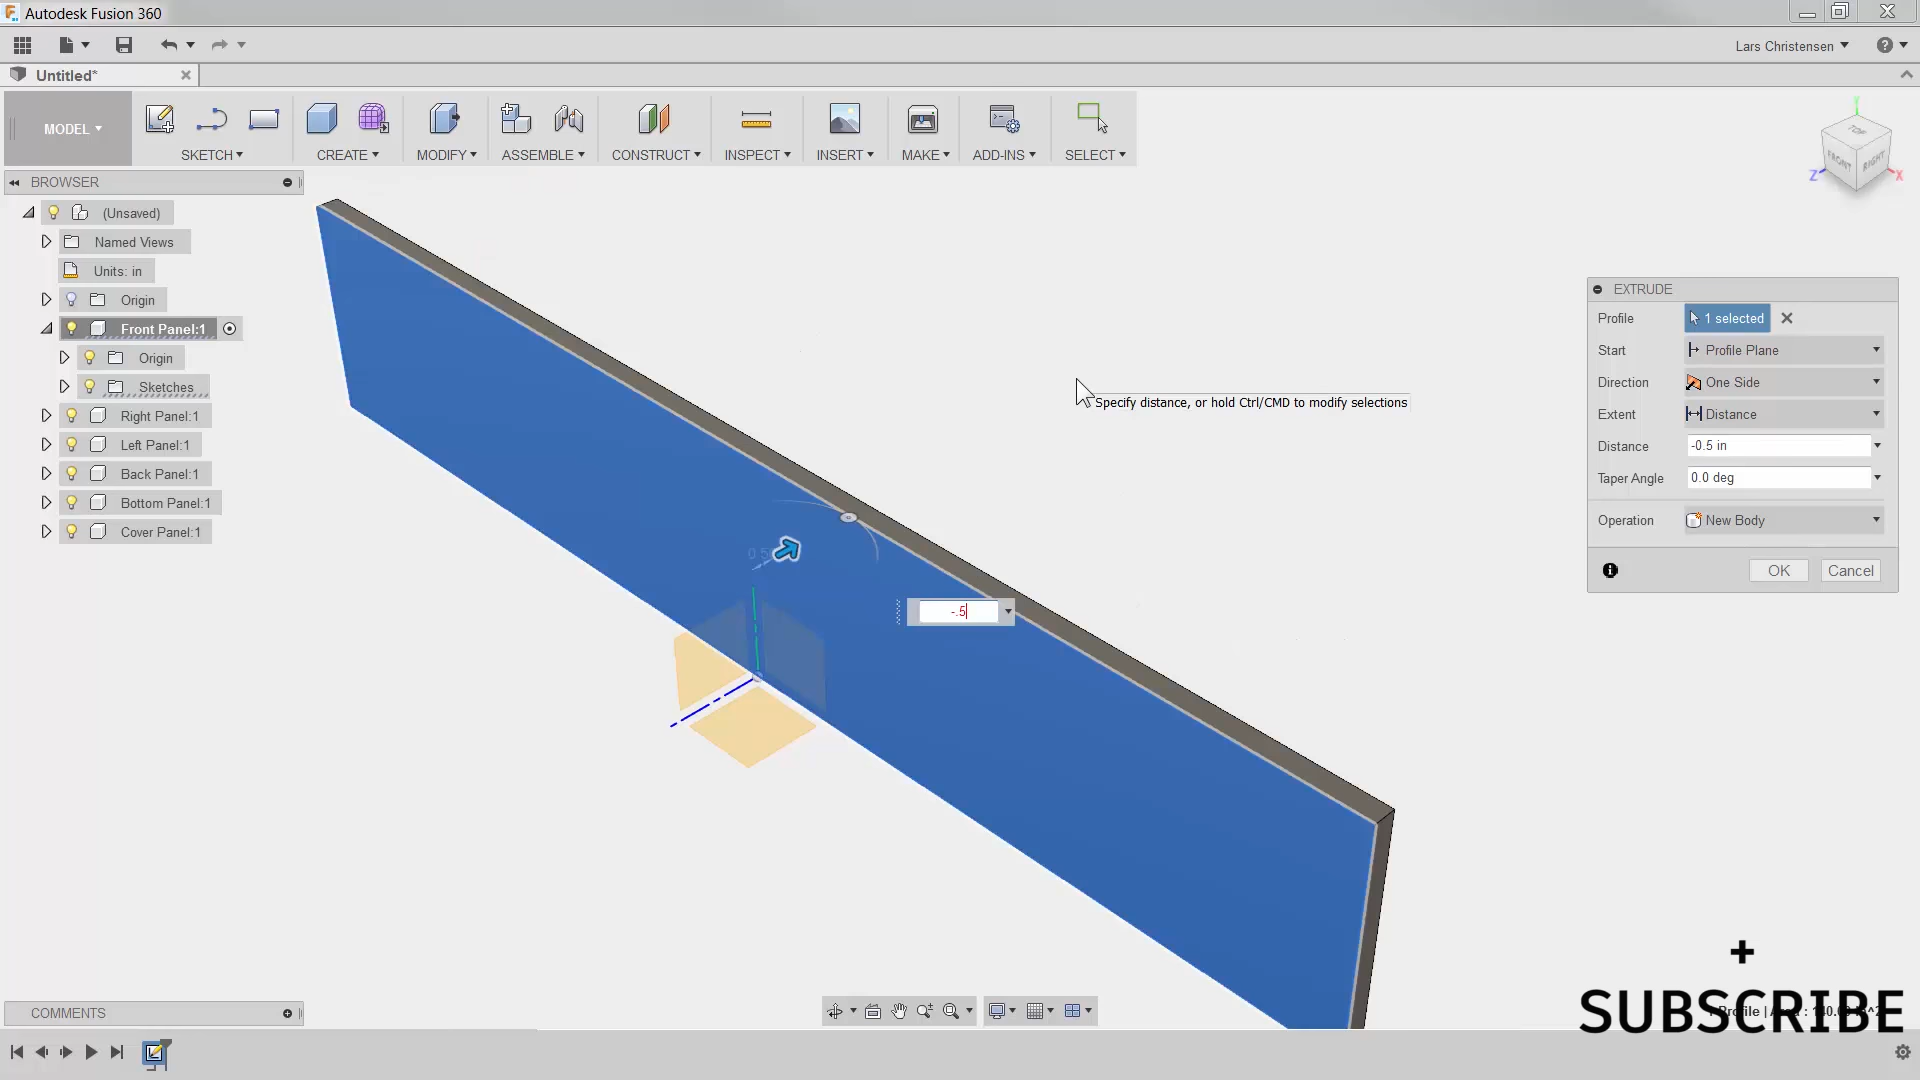 Autodesk Fusion 360
Lars Christensen
Untitled*
MODEL
SKETCH
CREATE
MODIFY
ASSEMBLE
CONSTRUCT
INSPECT
INSERT
MAKE
ADD-INS
SELECT
TOP
FRONT
RIGHT
Y
Z
X
BROWSER
(Unsaved)
Named Views
Units: in
Origin
Front Panel:1
Origin
Sketches
Right Panel:1
Left Panel:1
Back Panel:1
Bottom Panel:1
Cover Panel:1
EXTRUDE
Profile 1 selected
Start Profile Plane
Direction One Side
Extent Distance
Distance -0.5 in
Taper Angle 0.0 deg
Operation New Body
OK Cancel
Specify distance, or hold Ctrl/CMD to modify selections
-.5
+
SUBSCRIBE
COMMENTS